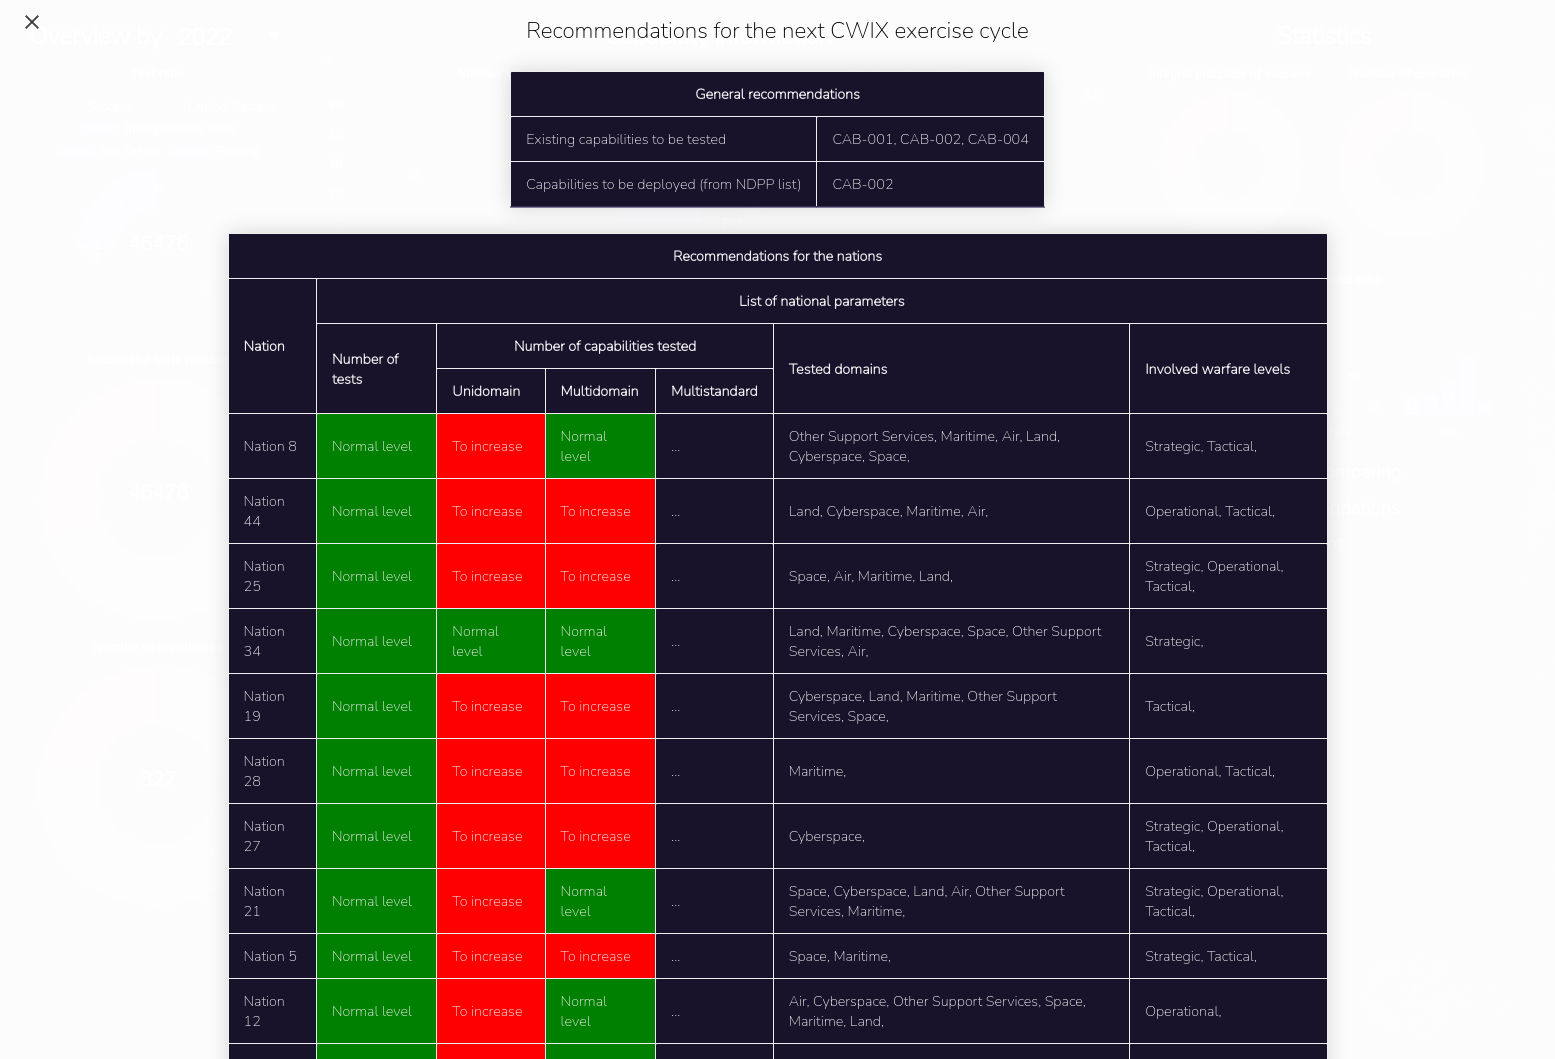 Recommendations for the next CWIX exercise cycle
Overview by 2022
Statistics
General recommendations
Existing capabilities to be tested CAB-001, CAB-002, CAB-004
Capabilities to be deployed (from NDPP list) CAB-002
Recommendations for the nations
List of national parameters
Nation
Number of
tests
Number of capabilities tested
Unidomain Multidomain Multistandard
Tested domains
Involved warfare levels
Nation 8 Normal level To increase Normal
level
... Other Support Services, Maritime, Air, Land,
Cyberspace, Space,
Strategic, Tactical,
Nation
44
Normal level To increase To increase ... Land, Cyberspace, Maritime, Air, Operational, Tactical,
Nation
25
Normal level To increase To increase ... Space, Air, Maritime, Land, Strategic, Operational,
Tactical,
Nation
34
Normal level Normal
level
Normal
level
... Land, Maritime, Cyberspace, Space, Other Support
Services, Air,
Strategic,
Nation
19
Normal level To increase To increase ... Cyberspace, Land, Maritime, Other Support
Services, Space,
Tactical,
Nation
28
Normal level To increase To increase ... Maritime, Operational, Tactical,
Nation
27
Normal level To increase To increase ... Cyberspace, Strategic, Operational,
Tactical,
Nation
21
Normal level To increase Normal
level
... Space, Cyberspace, Land, Air, Other Support
Services, Maritime,
Strategic, Operational,
Tactical,
Nation 5 Normal level To increase To increase ... Space, Maritime, Strategic, Tactical,
Nation
12
Normal level To increase Normal
level
... Air, Cyberspace, Other Support Services, Space,
Maritime, Land,
Operational,